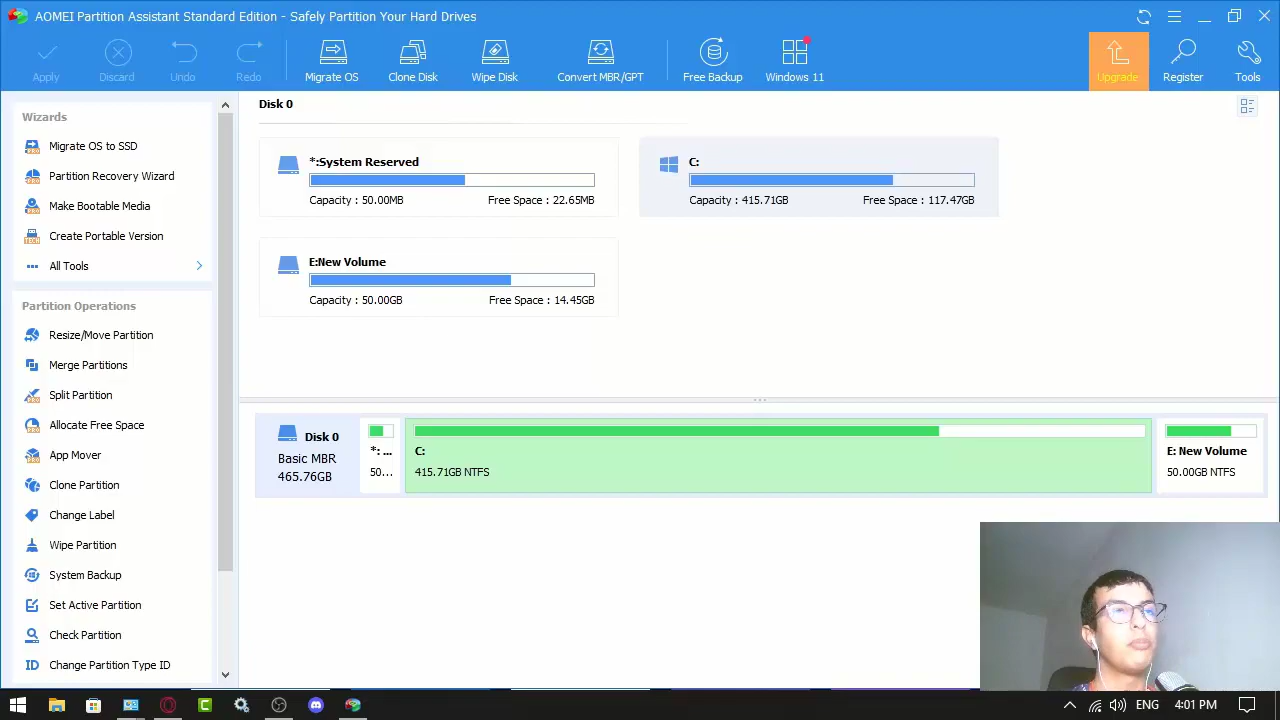 AOMEI Partition Assistant Standard Edition - Safely Partition Your Hard Drives
Apply
Discard
Undo
Redo
Migrate OS
Clone Disk
Wipe Disk
Convert MBR/GPT
Free Backup
Windows 11
Upgrade
Register
Tools
Wizards
Migrate OS to SSD
Partition Recovery Wizard
Make Bootable Media
Create Portable Version
All Tools
Partition Operations
Resize/Move Partition
Merge Partitions
Split Partition
Allocate Free Space
App Mover
Clone Partition
Change Label
Wipe Partition
System Backup
Set Active Partition
Check Partition
ID Change Partition Type ID
Disk 0
*:System Reserved
Capacity : 50.00MB Free Space : 22.65MB
C:
Capacity : 415.71GB Free Space : 117.47GB
E:New Volume
Capacity : 50.00GB Free Space : 14.45GB
Disk 0
Basic MBR
465.76GB
*: ...
50...
C:
415.71GB NTFS
E: New Volume
50.00GB NTFS
ENG 4:01 PM